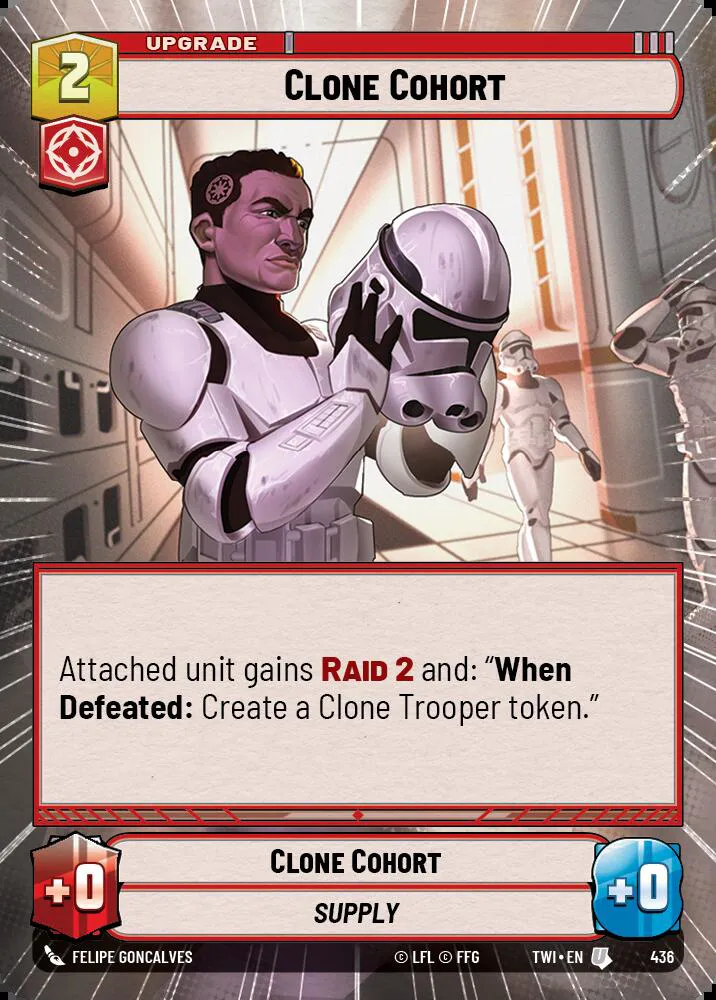 UPGRADE
2
CLONE COHORT
Attached unit gains RAID 2 and: “When
Defeated: Create a Clone Trooper token.”
+0
CLONE COHORT
+0
SUPPLY
FELIPE GONCALVES
© LFL © FFG
TWI • EN
U
436